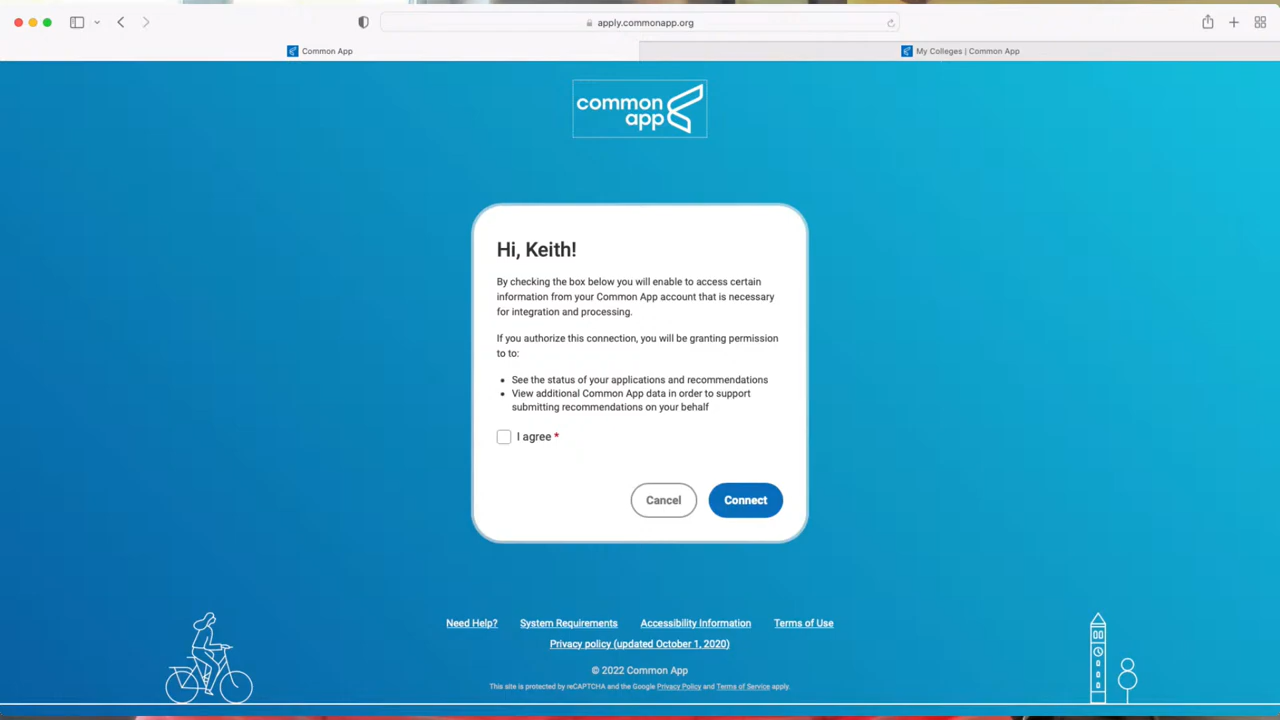 apply.commonapp.org
Common App
My Colleges | Common App
common
app
Hi, Keith!
By checking the box below you will enable to access certain
information from your Common App account that is necessary
for integration and processing.
If you authorize this connection, you will be granting permission
to to:
• See the status of your applications and recommendations
• View additional Common App data in order to support
submitting recommendations on your behalf
I agree *
Cancel
Connect
Need Help?
System Requirements
Accessibility Information
Terms of Use
Privacy policy (updated October 1, 2020)
© 2022 Common App
This site is protected by reCAPTCHA and the Google Privacy Policy and Terms of Service apply.